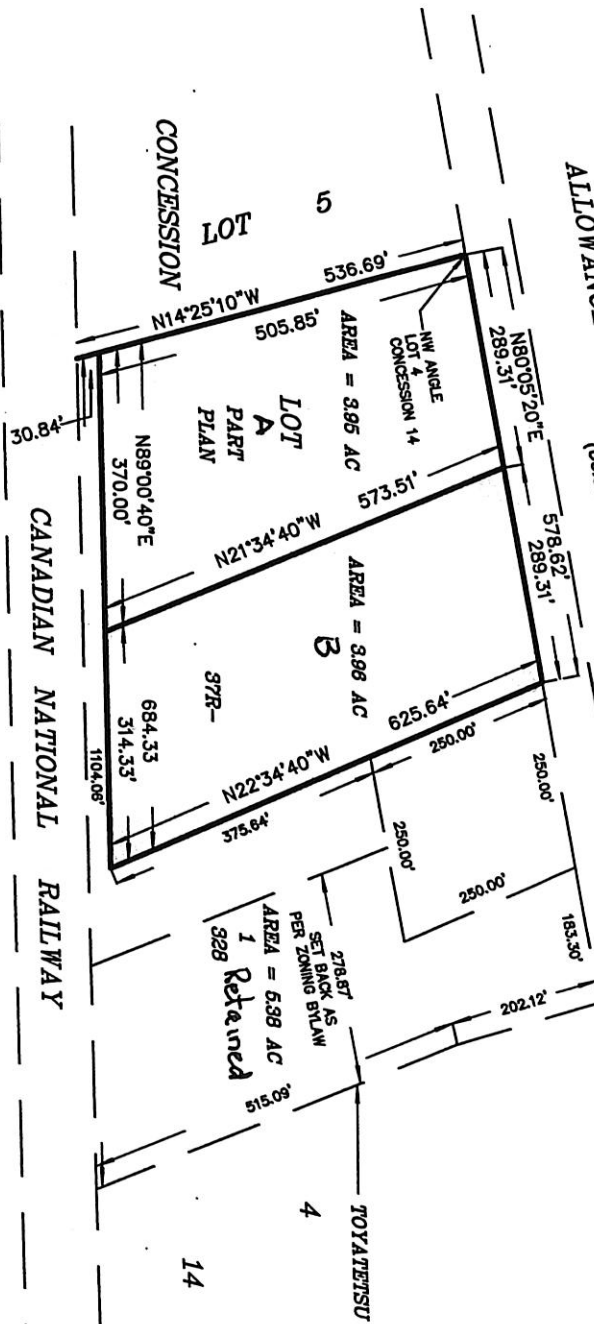 ALLOWANCE
CONCESSION
LOT 5
N14°25'10"W
536.69'
505.85'
30.84'
AREA = 3.95 AC
LOT
A
PART
PLAN
NW ANGLE
LOT 4
CONCESSION 14
N80°05'20"E
289.31'
578.62'
289.31'
N89°00'40"E
370.00'
N21°34'40"W
573.51'
AREA = 3.96 AC
B
37R-
684.33
314.33'
1104.06'
N22°34'40"W
625.64'
375.64'
250.00'
250.00'
250.00'
250.00'
183.30'
202.12'
278.87'
SET BACK AS
PER ZONING BYLAW
AREA = 5.38 AC
1
328 Retained
515.09'
TOYATETSU
4
14
CANADIAN NATIONAL RAILWAY